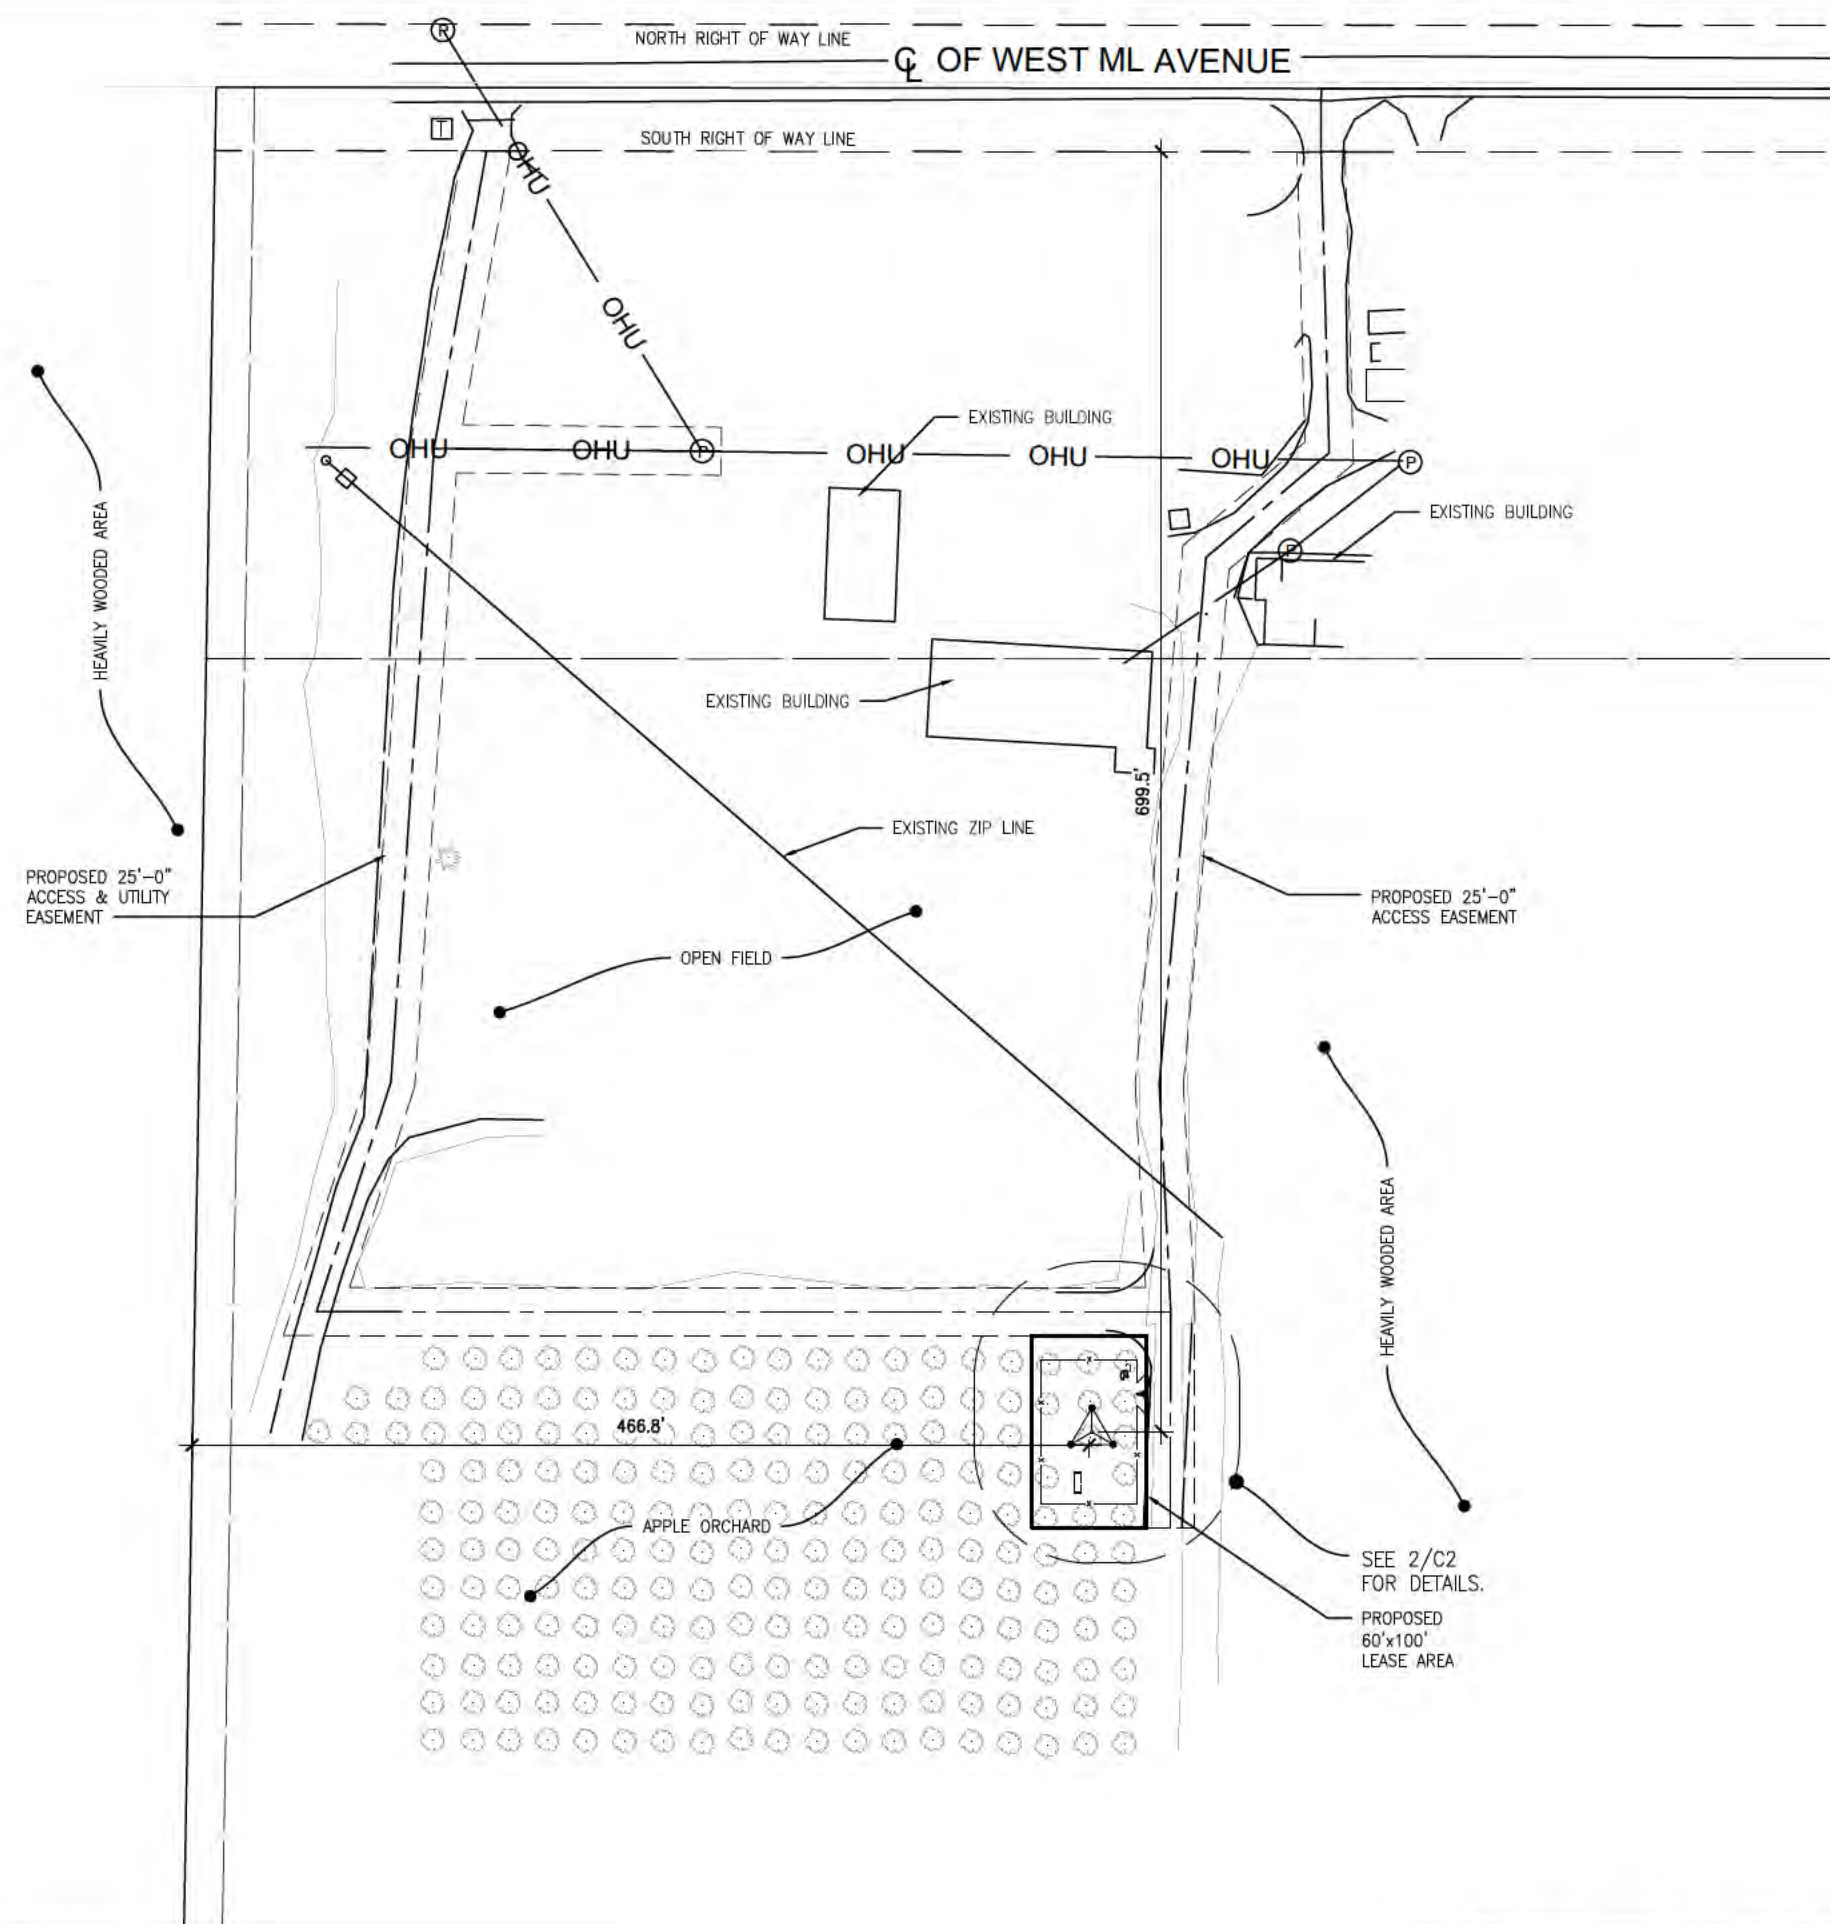 R
NORTH RIGHT OF WAY LINE
℄ OF WEST ML AVENUE
T
SOUTH RIGHT OF WAY LINE
OHU
OHU
EXISTING BUILDING
OHU
OHU
P
OHU
OHU
OHU
P
EXISTING BUILDING
P
HEAVILY WOODED AREA
EXISTING BUILDING
699.5'
EXISTING ZIP LINE
PROPOSED 25'-0"
ACCESS & UTILITY
EASEMENT
PROPOSED 25'-0"
ACCESS EASEMENT
OPEN FIELD
HEAVILY WOODED AREA
466.8'
APPLE ORCHARD
SEE 2/C2
FOR DETAILS.
PROPOSED
60'x100'
LEASE AREA